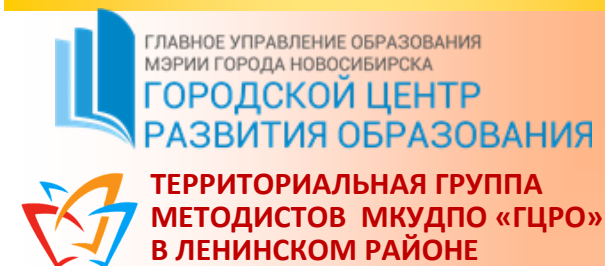 ГЛАВНОЕ УПРАВЛЕНИЕ ОБРАЗОВАНИЯ
МЭРИИ ГОРОДА НОВОСИБИРСКА
ГОРОДСКОЙ ЦЕНТР
РАЗВИТИЯ ОБРАЗОВАНИЯ
ТЕРРИТОРИАЛЬНАЯ ГРУППА
МЕТОДИСТОВ МКУДПО «ГЦРО»
В ЛЕНИНСКОМ РАЙОНЕ